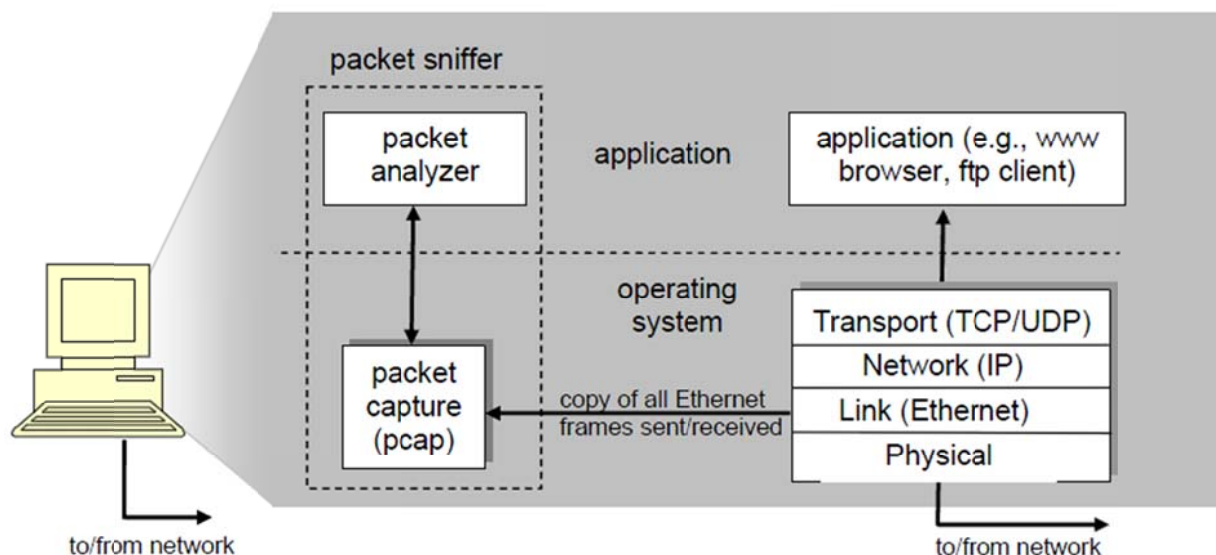 packet sniffer
packet
analyzer
application
application (e.g., www
browser, ftp client)
operating
system
packet
capture
(pcap)
copy of all Ethernet
frames sent/received
Transport (TCP/UDP)
Network (IP)
Link (Ethernet)
Physical
to/from network
to/from network